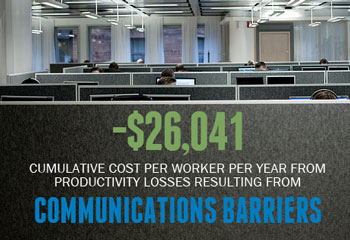 -$26,041
CUMULATIVE COST PER WORKER PER YEAR FROM
PRODUCTIVITY LOSSES RESULTING FROM
COMMUNICATIONS BARRIERS